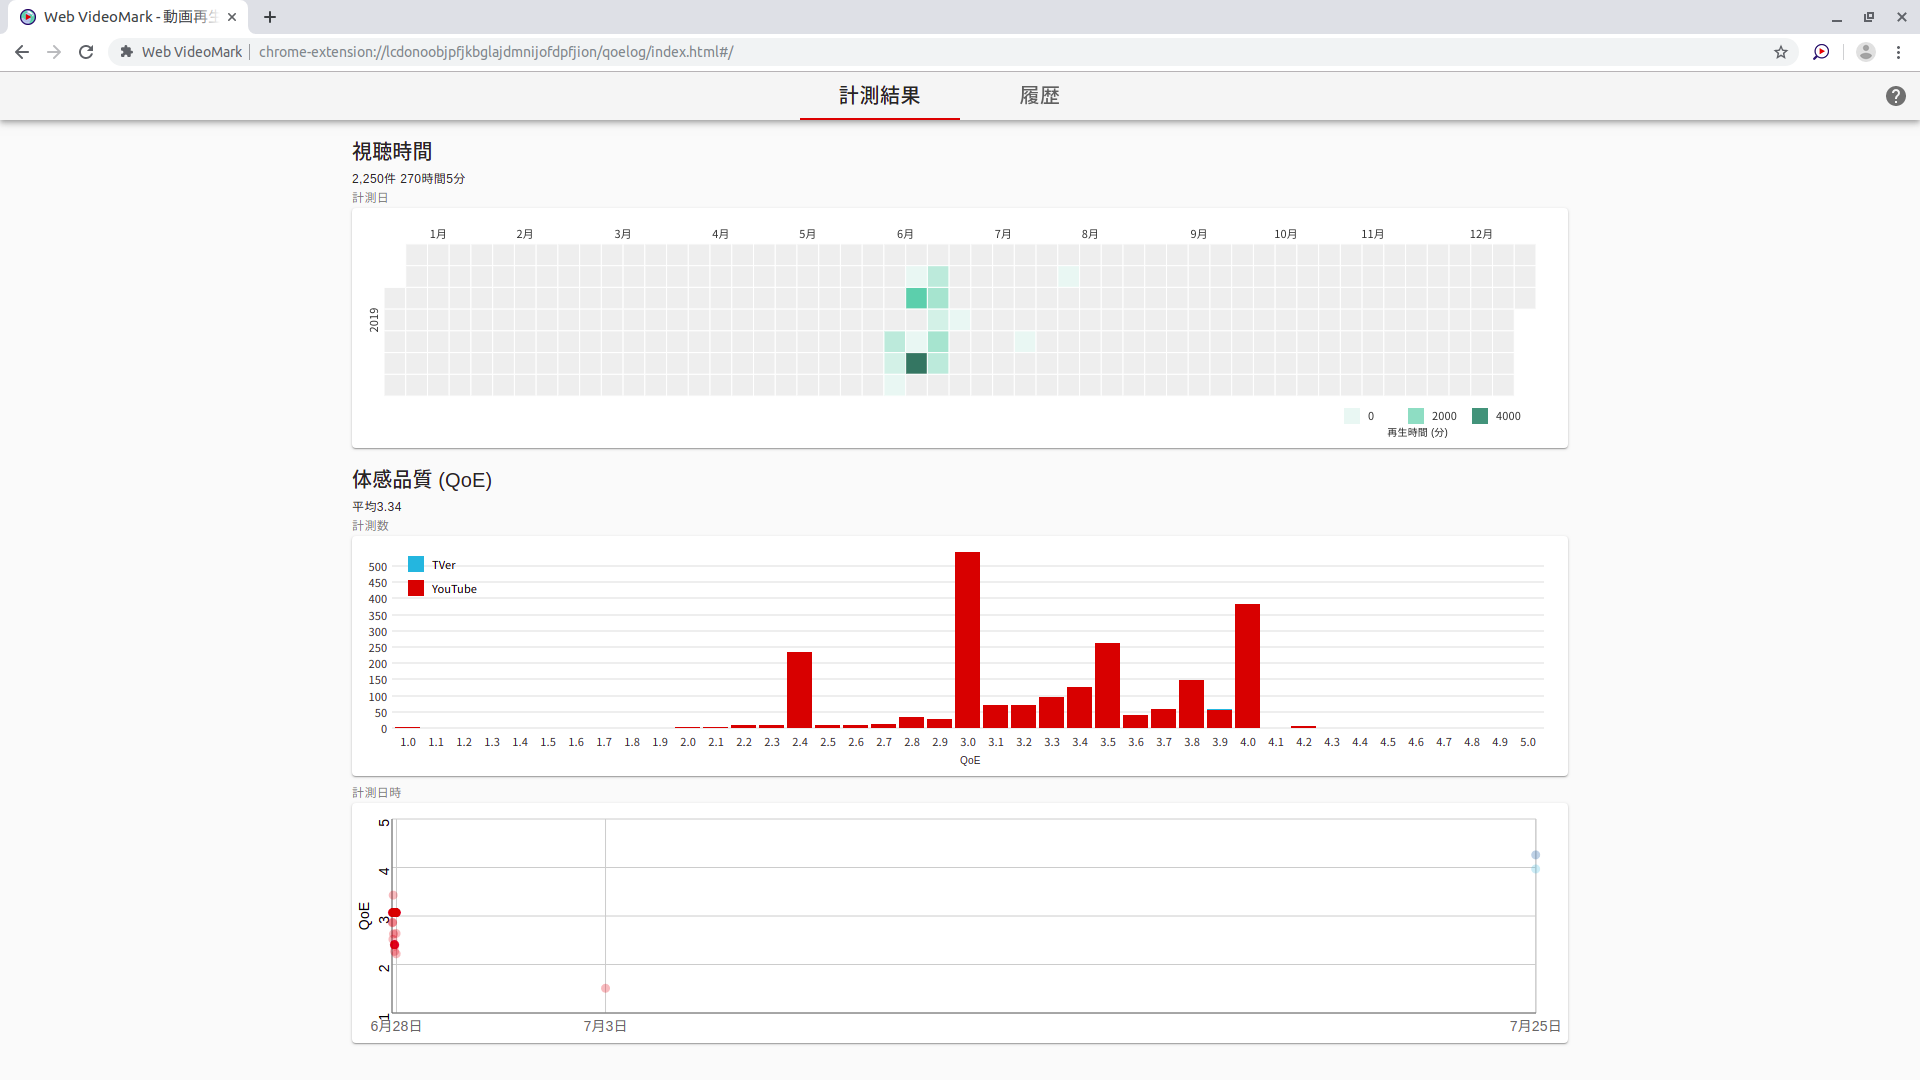 Web VideoMark - 動画再生
Web VideoMark | chrome-extension://lcdonoobjpfjkbglajdmnijofdpfjion/qoelog/index.html#/
計測結果 履歴
視聴時間
2,250件 270時間5分
計測日
1月 2月 3月 4月 5月 6月 7月 8月 9月 10月 11月 12月
2019
0 2000 4000
再生時間 (分)
体感品質 (QoE)
平均3.34
計測数
TVer
YouTube
500
450
400
350
300
250
200
150
100
50
0
1.0 1.1 1.2 1.3 1.4 1.5 1.6 1.7 1.8 1.9 2.0 2.1 2.2 2.3 2.4 2.5 2.6 2.7 2.8 2.9 3.0 3.1 3.2 3.3 3.4 3.5 3.6 3.7 3.8 3.9 4.0 4.1 4.2 4.3 4.4 4.5 4.6 4.7 4.8 4.9 5.0
QoE
計測日時
5
4
3
2
1
QoE
6月28日 7月3日 7月25日